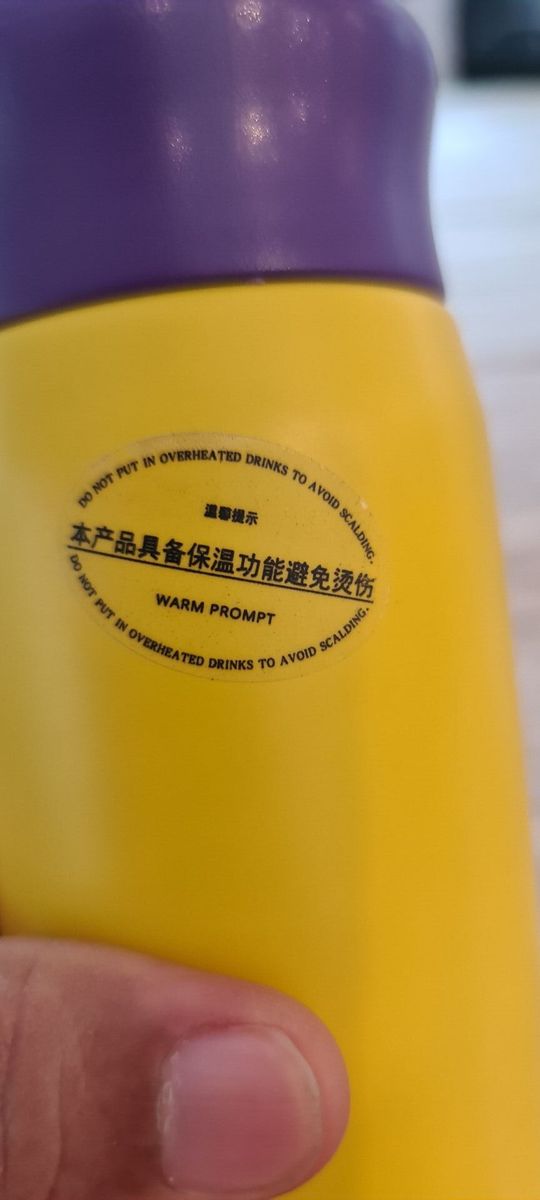 DO NOT PUT IN OVERHEATED DRINKS TO AVOID SCALDING.
温馨提示
本产品具备保温功能避免烫伤
WARM PROMPT
DO NOT PUT IN OVERHEATED DRINKS TO AVOID SCALDING.